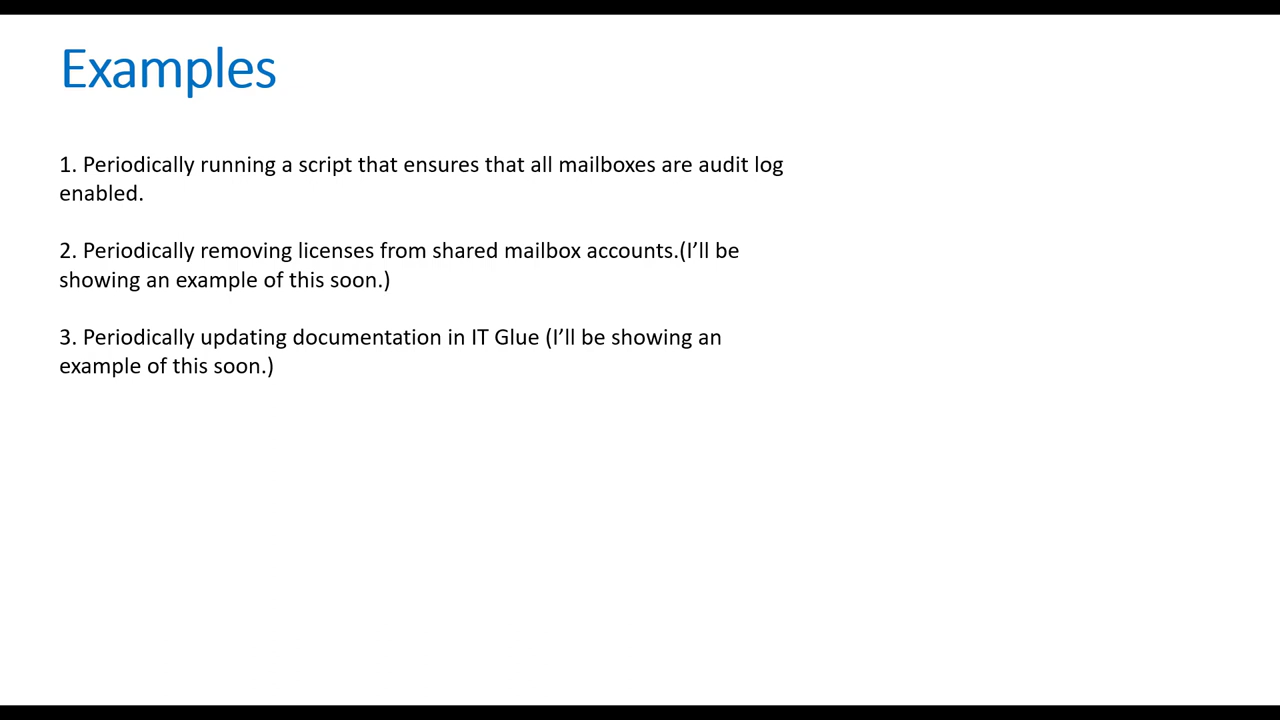 Examples
1. Periodically running a script that ensures that all mailboxes are audit log
enabled.
2. Periodically removing licenses from shared mailbox accounts.(I’ll be
showing an example of this soon.)
3. Periodically updating documentation in IT Glue (I’ll be showing an
example of this soon.)